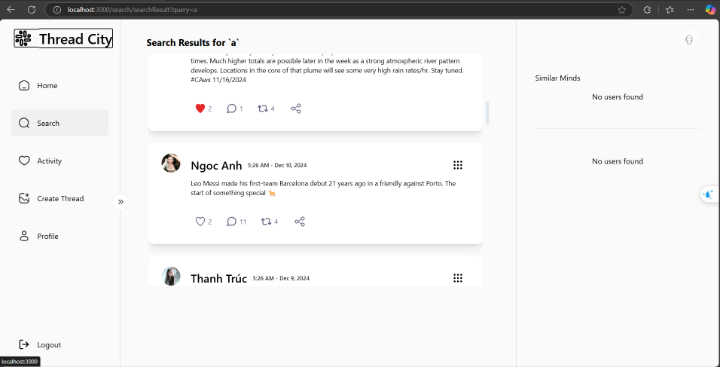 localhost:3000/search/searchResult?query=a
Thread City
Home
Search
Activity
Create Thread
Profile
Logout
localhost:3000
Search Results for `a`
times. Much higher totals are possible later in the week as a strong atmospheric river pattern
develops. Locations in the core of that plume will see some very high rain rates/hr. Stay tuned.
#CAwx 11/16/2024
2 1 4
Ngoc Anh 5:26 AM - Dec 10, 2024
Leo Messi made his first-team Barcelona debut 21 years ago in a friendly against Porto. The
start of something special 🐐
2 11 4
Thanh Trúc 5:26 AM - Dec 9, 2024
Similar Minds
No users found
No users found